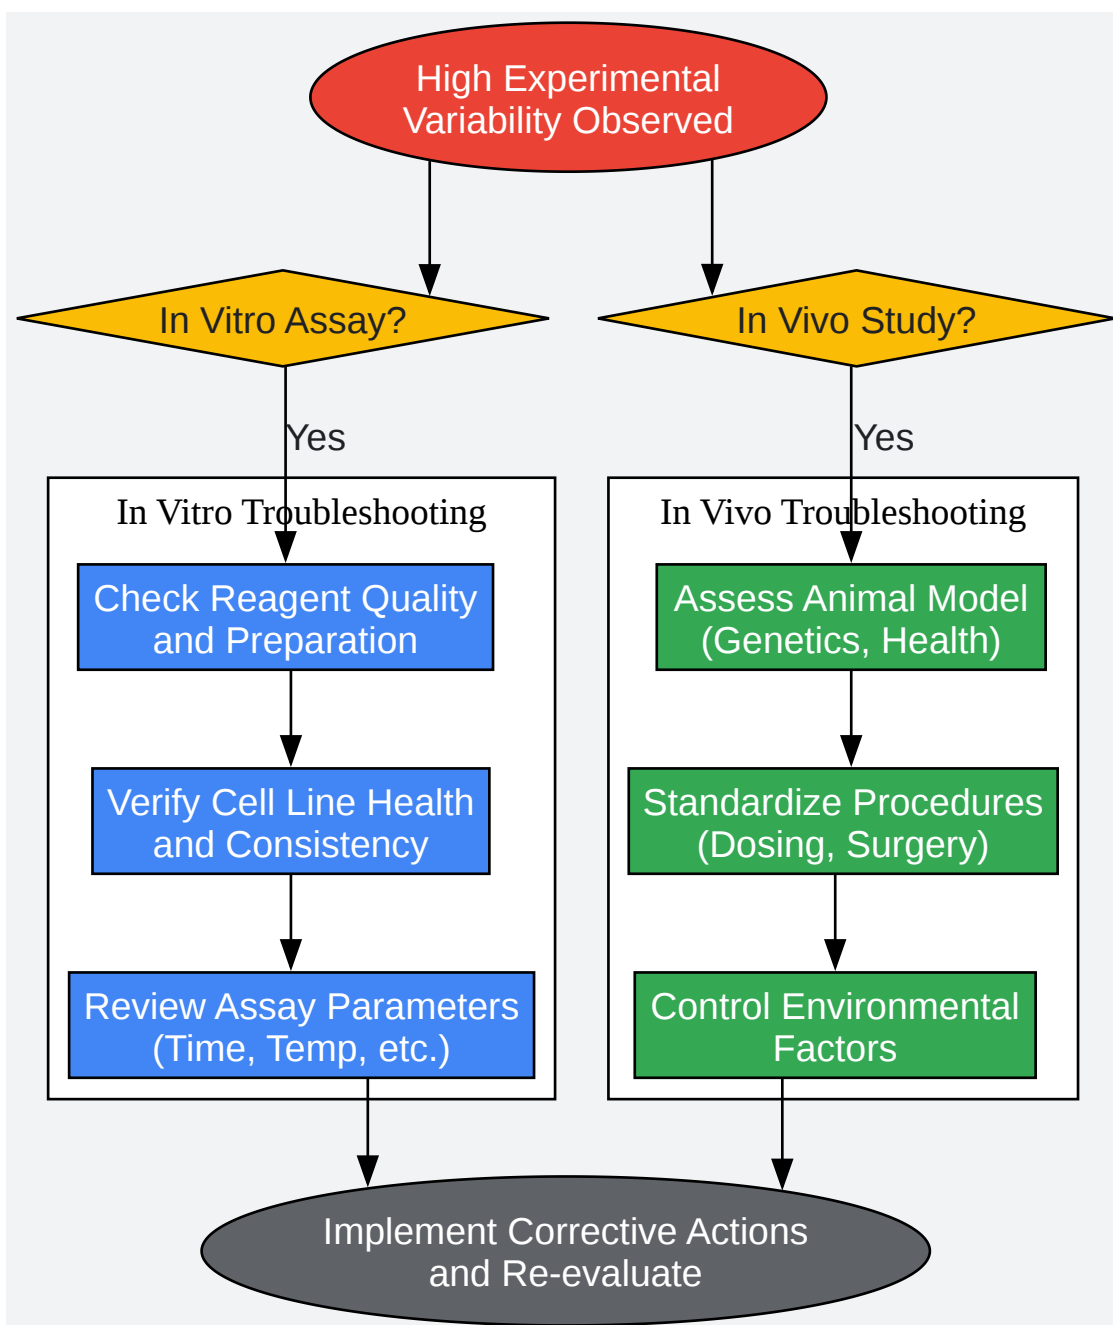 High Experimental
Variability Observed
In Vitro Assay?
In Vivo Study?
Yes
Yes
In Vitro Troubleshooting
Check Reagent Quality
and Preparation
Verify Cell Line Health
and Consistency
Review Assay Parameters
(Time, Temp, etc.)
In Vivo Troubleshooting
Assess Animal Model
(Genetics, Health)
Standardize Procedures
(Dosing, Surgery)
Control Environmental
Factors
Implement Corrective Actions
and Re-evaluate